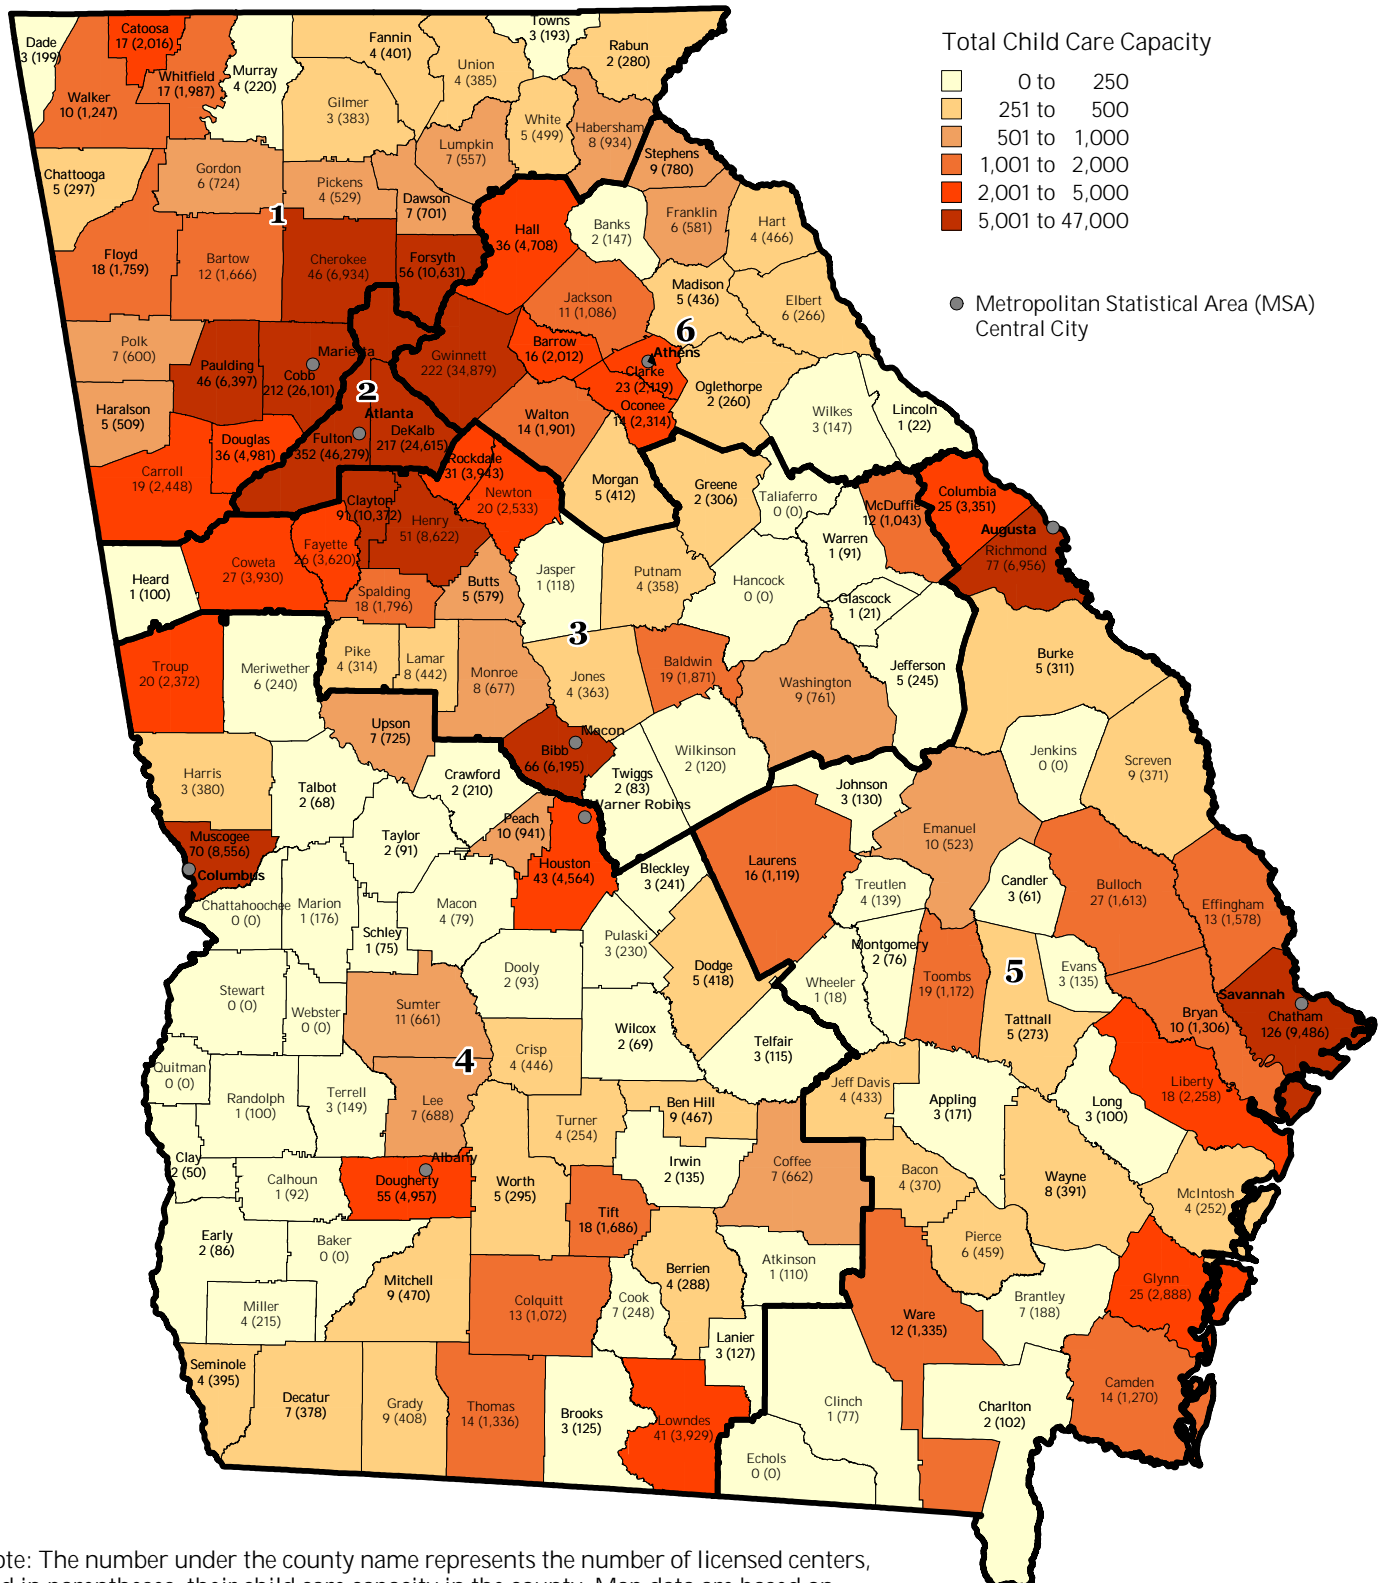 Total Child Care Capacity
0 to 250
251 to 500
501 to 1,000
1,001 to 2,000
2,001 to 5,000
5,001 to 47,000
Metropolitan Statistical Area (MSA)
Central City
Dade
3 (199)
Catoosa
17 (2,016)
Walker
10 (1,247)
Whitfield
17 (1,987)
Murray
4 (220)
Fannin
4 (401)
Gilmer
3 (383)
Union
4 (385)
Towns
3 (193)
Rabun
2 (280)
White
5 (499)
Habersham
8 (934)
Lumpkin
7 (557)
Stephens
9 (780)
Chattooga
5 (297)
Gordon
6 (724)
Pickens
4 (529)
Dawson
7 (701)
1
Hall
36 (4,708)
Banks
2 (147)
Franklin
6 (581)
Hart
4 (466)
Floyd
18 (1,759)
Bartow
12 (1,666)
Cherokee
46 (6,934)
Forsyth
56 (10,631)
Jackson
11 (1,086)
Madison
5 (436)
Elbert
6 (266)
6
Polk
7 (600)
Paulding
46 (6,397)
Marietta
Cobb
212 (26,101)
Gwinnett
222 (34,879)
Barrow
16 (2,012)
Athens
Clarke
23 (2,119)
Oconee
14 (2,314)
Oglethorpe
2 (260)
Wilkes
3 (147)
Lincoln
1 (22)
Haralson
5 (509)
2
Atlanta
Fulton
352 (46,279)
DeKalb
217 (24,615)
Walton
14 (1,901)
Douglas
36 (4,981)
Carroll
19 (2,448)
Rockdale
31 (3,943)
Newton
20 (2,533)
Morgan
5 (412)
Greene
2 (306)
Taliaferro
0 (0)
McDuffie
12 (1,043)
Columbia
25 (3,351)
Augusta
Richmond
77 (6,956)
Clayton
91 (10,372)
Henry
51 (8,622)
Fayette
26 (3,620)
Coweta
27 (3,930)
Heard
1 (100)
Spalding
18 (1,796)
Butts
5 (579)
Jasper
1 (118)
Putnam
4 (358)
Hancock
0 (0)
Warren
1 (91)
Glascock
1 (21)
3
Troup
20 (2,372)
Meriwether
6 (240)
Pike
4 (314)
Lamar
8 (442)
Monroe
8 (677)
Jones
4 (363)
Baldwin
19 (1,871)
Washington
9 (761)
Jefferson
5 (245)
Burke
5 (311)
Upson
7 (725)
Macon
Bibb
66 (6,195)
Twiggs
2 (83)
Wilkinson
2 (120)
Jenkins
0 (0)
Screven
9 (371)
Harris
3 (380)
Talbot
2 (68)
Crawford
2 (210)
Warner Robins
Peach
10 (941)
Houston
43 (4,564)
Johnson
3 (130)
Emanuel
10 (523)
Muscogee
70 (8,556)
Columbus
Taylor
2 (91)
Bleckley
3 (241)
Laurens
16 (1,119)
Treutlen
4 (139)
Candler
3 (61)
Bulloch
27 (1,613)
Effingham
13 (1,578)
Chattahoochee
0 (0)
Marion
1 (176)
Schley
1 (75)
Macon
4 (79)
Pulaski
3 (230)
Dodge
5 (418)
Wheeler
1 (18)
Montgomery
2 (76)
Toombs
19 (1,172)
5
Tattnall
5 (273)
Evans
3 (135)
Bryan
10 (1,306)
Savannah
Chatham
126 (9,486)
Stewart
0 (0)
Webster
0 (0)
Sumter
11 (661)
Dooly
2 (93)
Wilcox
2 (69)
Telfair
3 (115)
4
Crisp
4 (446)
Quitman
0 (0)
Randolph
1 (100)
Terrell
3 (149)
Lee
7 (688)
Turner
4 (254)
Ben Hill
9 (467)
Jeff Davis
4 (433)
Appling
3 (171)
Long
3 (100)
Liberty
18 (2,258)
Clay
2 (50)
Calhoun
1 (92)
Albany
Dougherty
55 (4,957)
Worth
5 (295)
Irwin
2 (135)
Coffee
7 (662)
Bacon
4 (370)
Wayne
8 (391)
McIntosh
4 (252)
Tift
18 (1,686)
Early
2 (86)
Baker
0 (0)
Mitchell
9 (470)
Berrien
4 (288)
Atkinson
1 (110)
Pierce
6 (459)
Miller
4 (215)
Colquitt
13 (1,072)
Cook
7 (248)
Ware
12 (1,335)
Brantley
7 (188)
Glynn
25 (2,888)
Lanier
3 (127)
Seminole
4 (395)
Decatur
7 (378)
Grady
9 (408)
Thomas
14 (1,336)
Brooks
3 (125)
Lowndes
41 (3,929)
Clinch
1 (77)
Charlton
2 (102)
Camden
14 (1,270)
Echols
0 (0)
ote: The number under the county name represents the number of licensed centers,